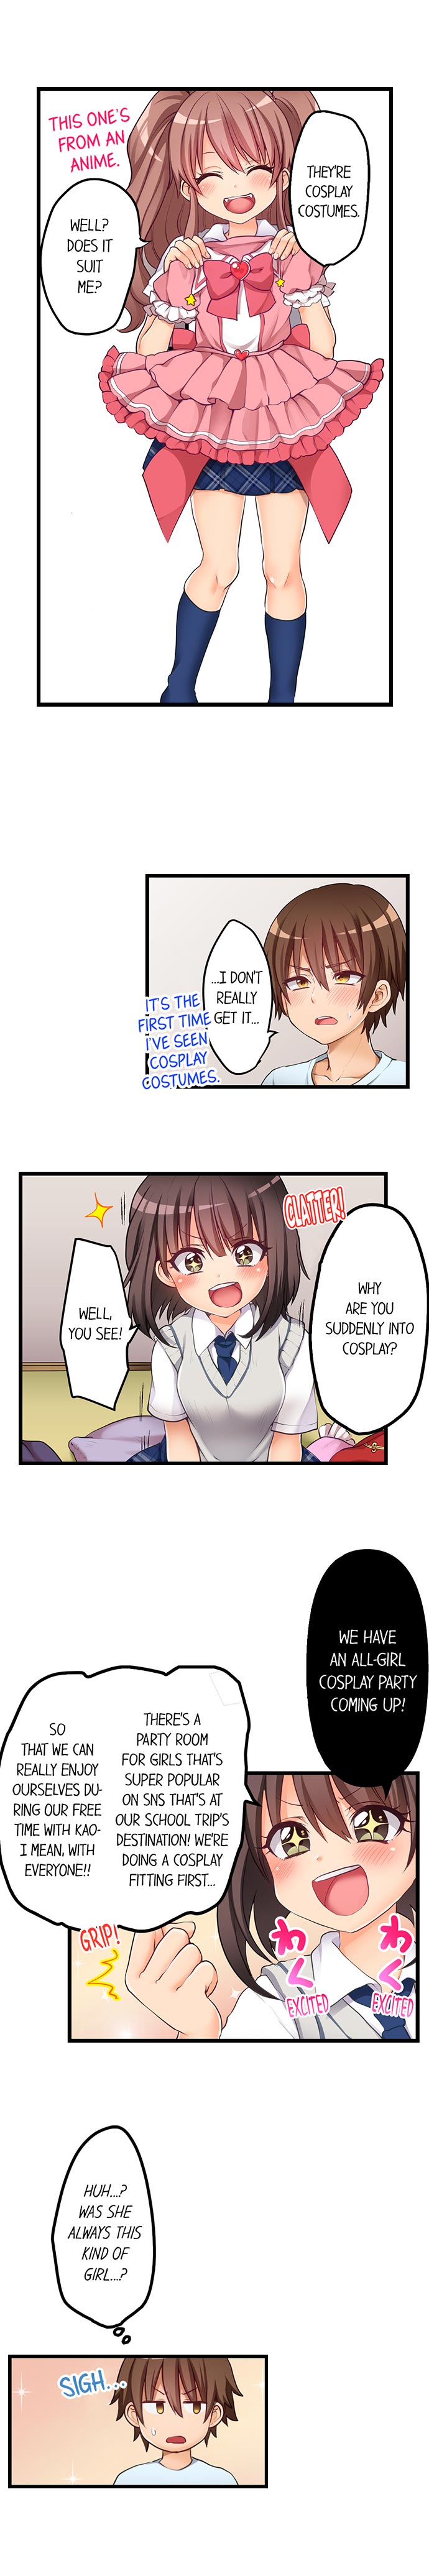 THIS ONE'S
FROM AN
ANIME.
THEY'RE
COSPLAY
COSTUMES.
WELL?
DOES IT
SUIT
ME?
...I DON'T
REALLY
GET IT...
IT'S THE
FIRST TIME
I'VE SEEN
COSPLAY
COSTUMES.
CLATTER!
WHY
ARE YOU
SUDDENLY INTO
COSPLAY?
WELL,
YOU SEE!
WE HAVE
AN ALL-GIRL
COSPLAY PARTY
COMING UP!
THERE'S A
PARTY ROOM
FOR GIRLS THAT'S
SUPER POPULAR
ON SNS THAT'S AT
OUR SCHOOL TRIP'S
DESTINATION! WE'RE
DOING A COSPLAY
FITTING FIRST...
SO
THAT WE CAN
REALLY ENJOY
OURSELVES DU-
RING OUR FREE
TIME WITH KAO-
I MEAN, WITH
EVERYONE!!
GRIP!
わく
わく
EXCITED
EXCITED
HUH...?
WAS SHE
ALWAYS THIS
KIND OF
GIRL...?
SIGH...